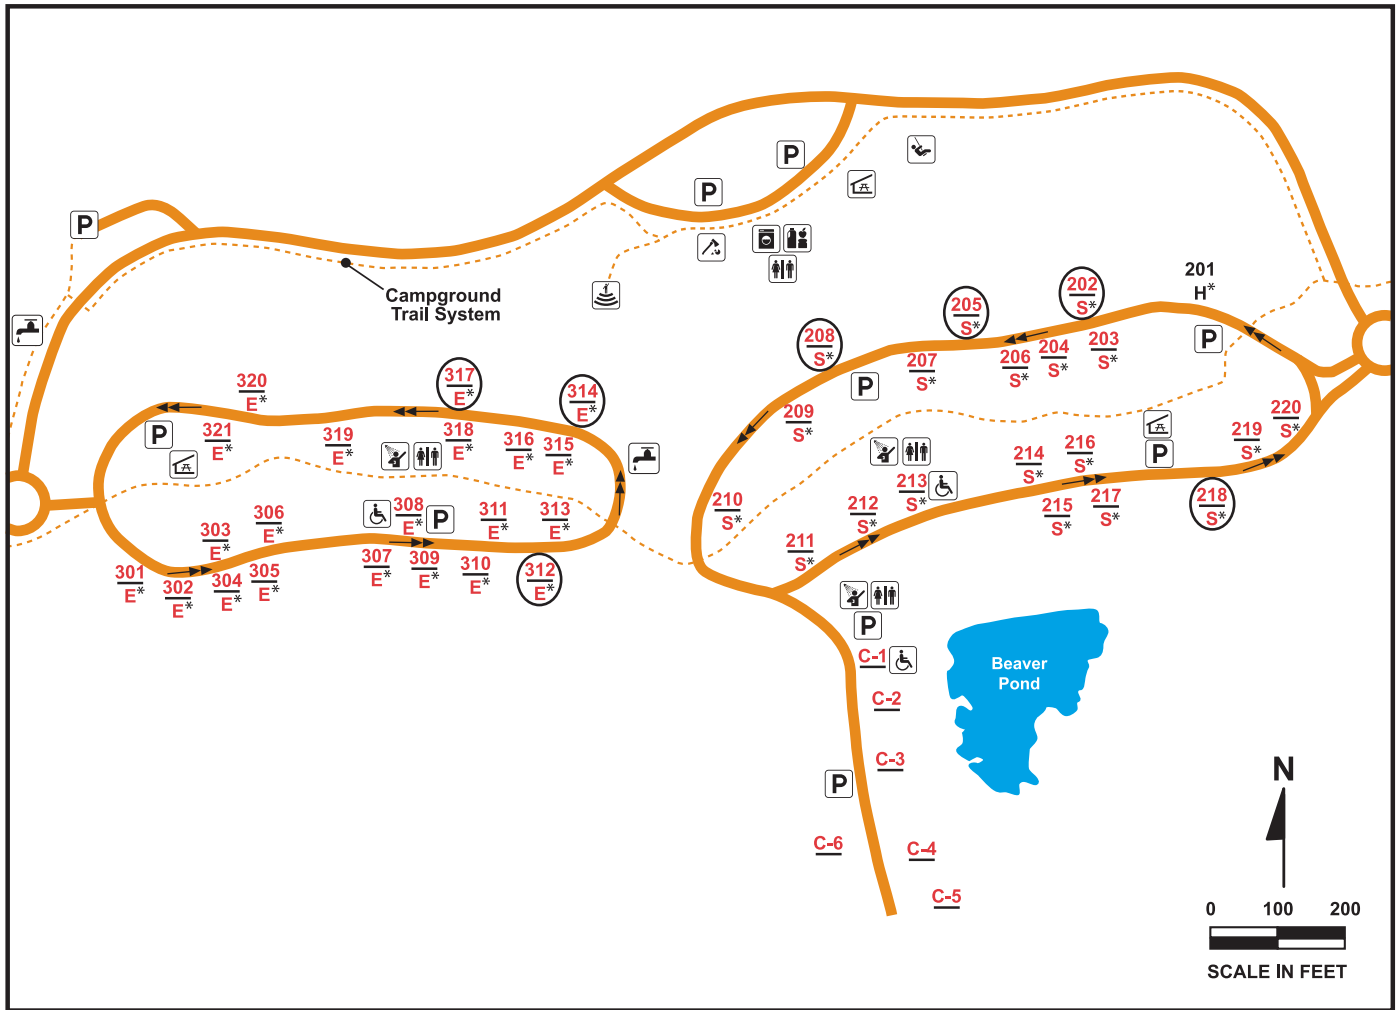 P
P
P
P
Campground
Trail System
201
H*
202
S*
205
S*
208
S*
203
S*
204
S*
206
S*
207
S*
P
P
209
S*
210
S*
220
S*
219
S*
218
S*
P
216
S*
214
S*
217
S*
215
S*
213
S*
212
S*
211
S*
317
E*
314
E*
320
E*
321
E*
319
E*
318
E*
316
E*
315
E*
P
308
E*
P
311
E*
313
E*
306
E*
303
E*
301
E*
302
E*
304
E*
305
E*
307
E*
309
E*
310
E*
312
E*
P
C-1
C-2
C-3
P
C-6
C-4
C-5
Beaver
Pond
N
0 100 200
SCALE IN FEET